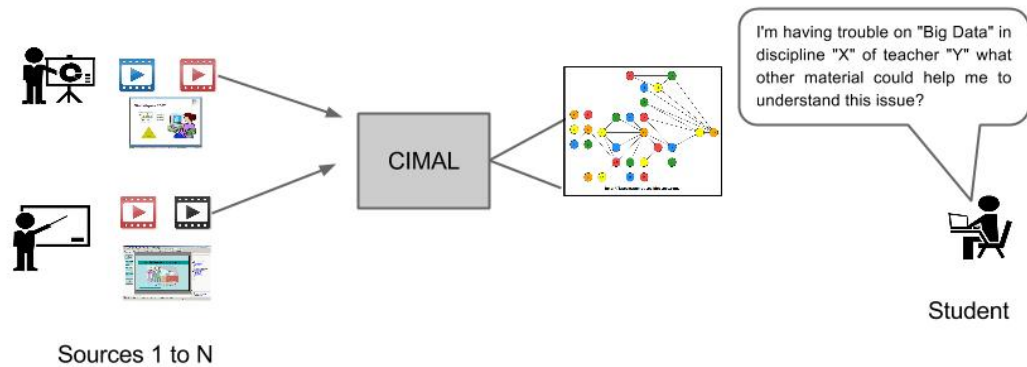 I'm having trouble on "Big Data" in
discipline "X" of teacher "Y" what
other material could help me to
understand this issue?
CIMAL
Student
Sources 1 to N